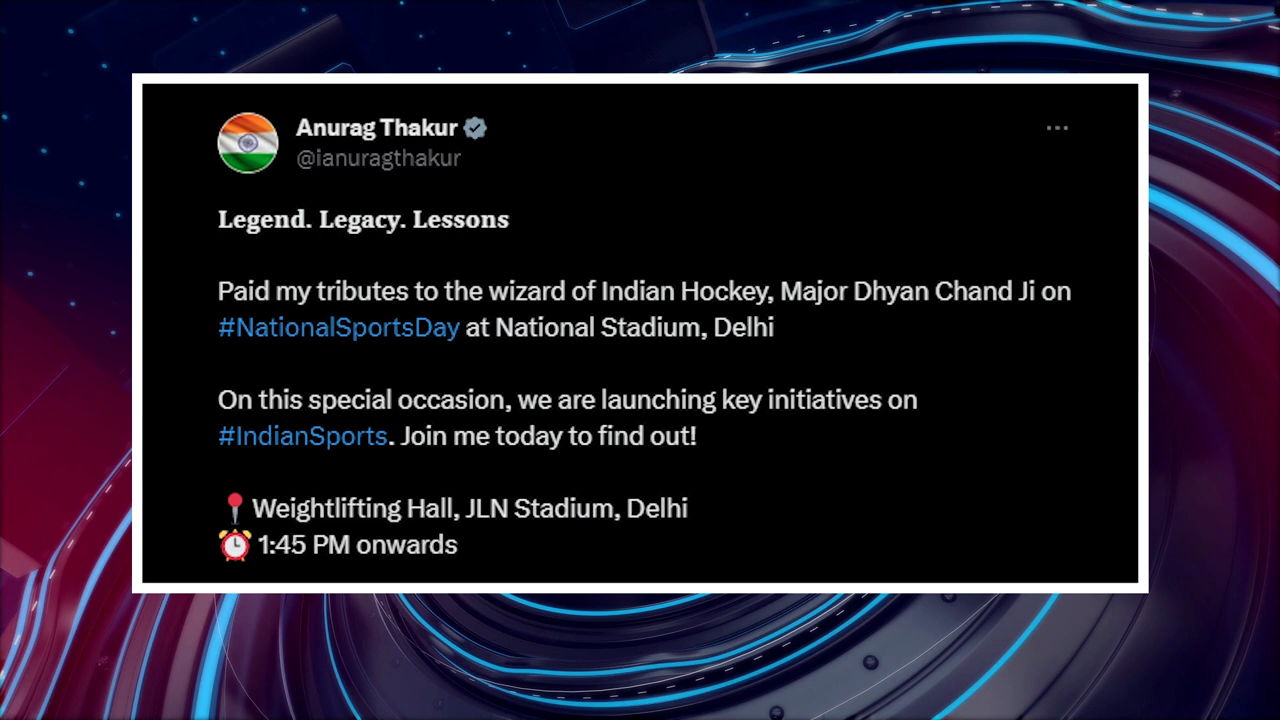 Anurag Thakur
@ianuragthakur
Legend. Legacy. Lessons
Paid my tributes to the wizard of Indian Hockey, Major Dhyan Chand Ji on
#NationalSportsDay at National Stadium, Delhi
On this special occasion, we are launching key initiatives on
#IndianSports. Join me today to find out!
📍Weightlifting Hall, JLN Stadium, Delhi
⏰ 1:45 PM onwards